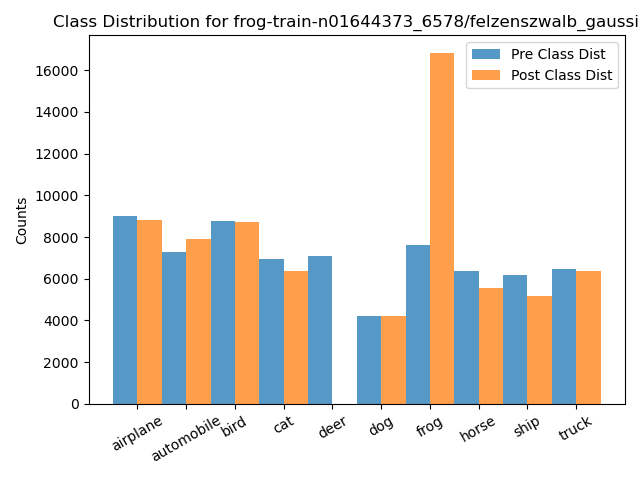 Class Distribution for frog-train-n01644373_6578/felzenszwalb_gaussi
Pre Class Dist
Post Class Dist
Counts
16000
14000
12000
10000
8000
6000
4000
2000
0
airplane
automobile
bird
cat
deer
dog
frog
horse
ship
truck